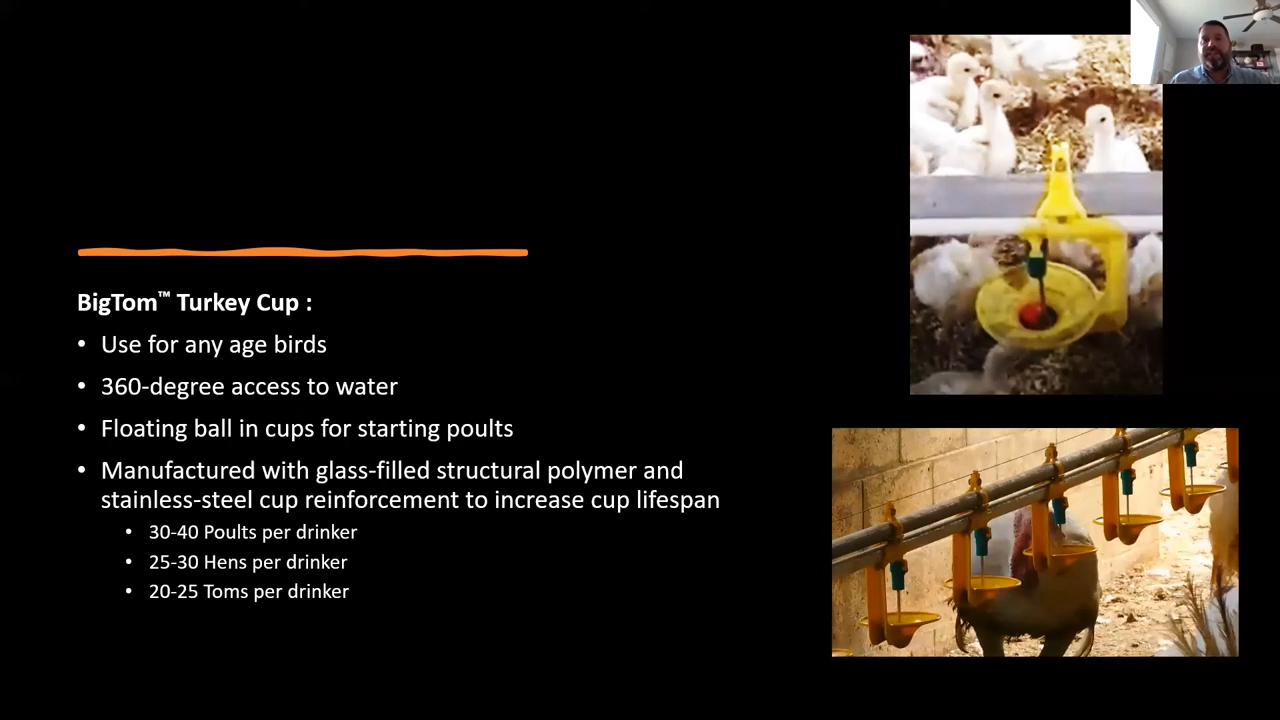 BigTom™ Turkey Cup :
• Use for any age birds
• 360-degree access to water
• Floating ball in cups for starting poults
• Manufactured with glass-filled structural polymer and
stainless-steel cup reinforcement to increase cup lifespan
• 30-40 Poults per drinker
• 25-30 Hens per drinker
• 20-25 Toms per drinker